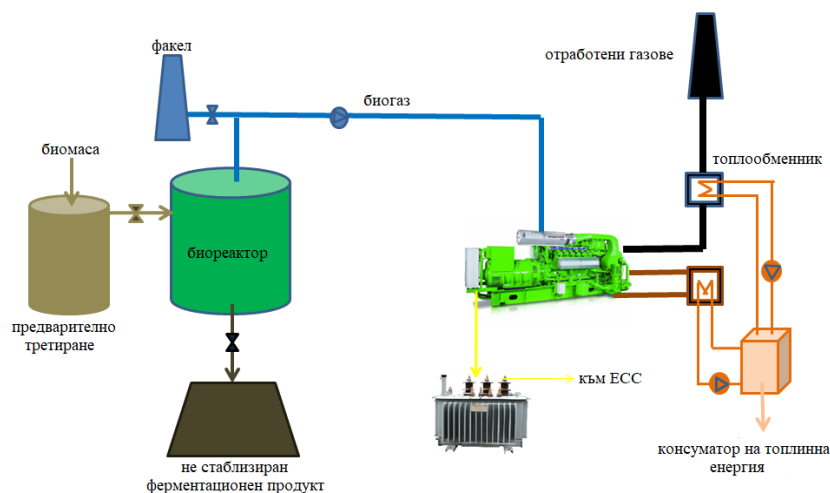 факел
отработени газове
биогаз
биомаса
топлообменник
биореактор
предварително
третиране
към ЕСС
консуматор на топлинна
енергия
не стаблизиран
ферментационен продукт